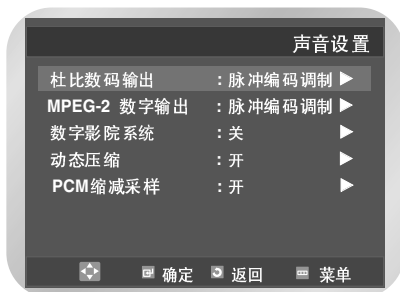 声音设置
杜比数码输出 : 脉冲编码调制 ▶
MPEG-2 数字输出 : 脉冲编码调制 ▶
数字影院系统 : 关 ▶
动态压缩 : 开 ▶
PCM缩减采样 : 开 ▶
确定 返回 菜单